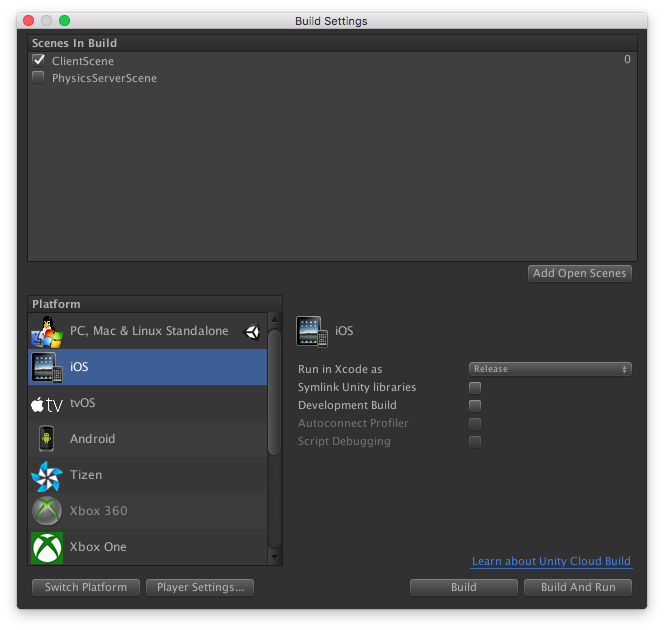 Build Settings
Scenes In Build
ClientScene 0
PhysicsServerScene
Add Open Scenes
Platform
PC, Mac & Linux Standalone
iOS
tvOS
Android
Tizen
Xbox 360
Xbox One
iOS
Run in Xcode as Release
Symlink Unity libraries
Development Build
Autoconnect Profiler
Script Debugging
Learn about Unity Cloud Build
Switch Platform Player Settings... Build Build And Run